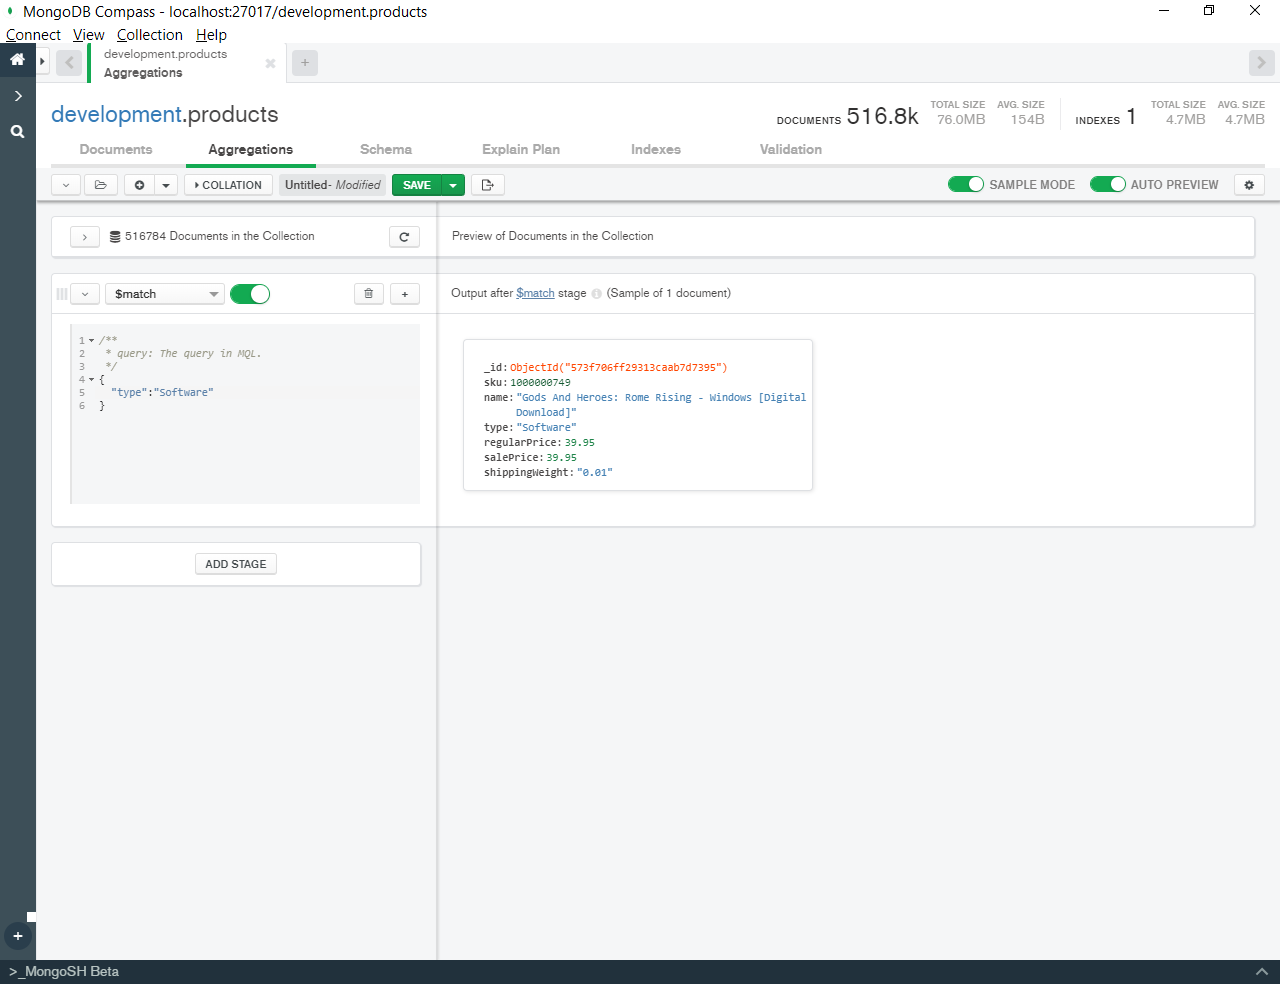 MongoDB Compass - localhost:27017/development.products
Connect View Collection Help
development.products
Aggregations
development.products
DOCUMENTS 516.8k TOTAL SIZE 76.0MB AVG. SIZE 154B INDEXES 1 TOTAL SIZE 4.7MB AVG. SIZE 4.7MB
Documents Aggregations Schema Explain Plan Indexes Validation
COLLATION Untitled- Modified SAVE SAMPLE MODE AUTO PREVIEW
516784 Documents in the Collection Preview of Documents in the Collection
$match Output after $match stage (Sample of 1 document)
1 /**
2 * query: The query in MQL.
3 */
4 {
5 "type":"Software"
6 }
_id:ObjectId("573f706ff29313caab7d7395")
sku:1000000749
name:"Gods And Heroes: Rome Rising - Windows [Digital
Download]"
type:"Software"
regularPrice:39.95
salePrice:39.95
shippingWeight:"0.01"
ADD STAGE
>_MongoSH Beta